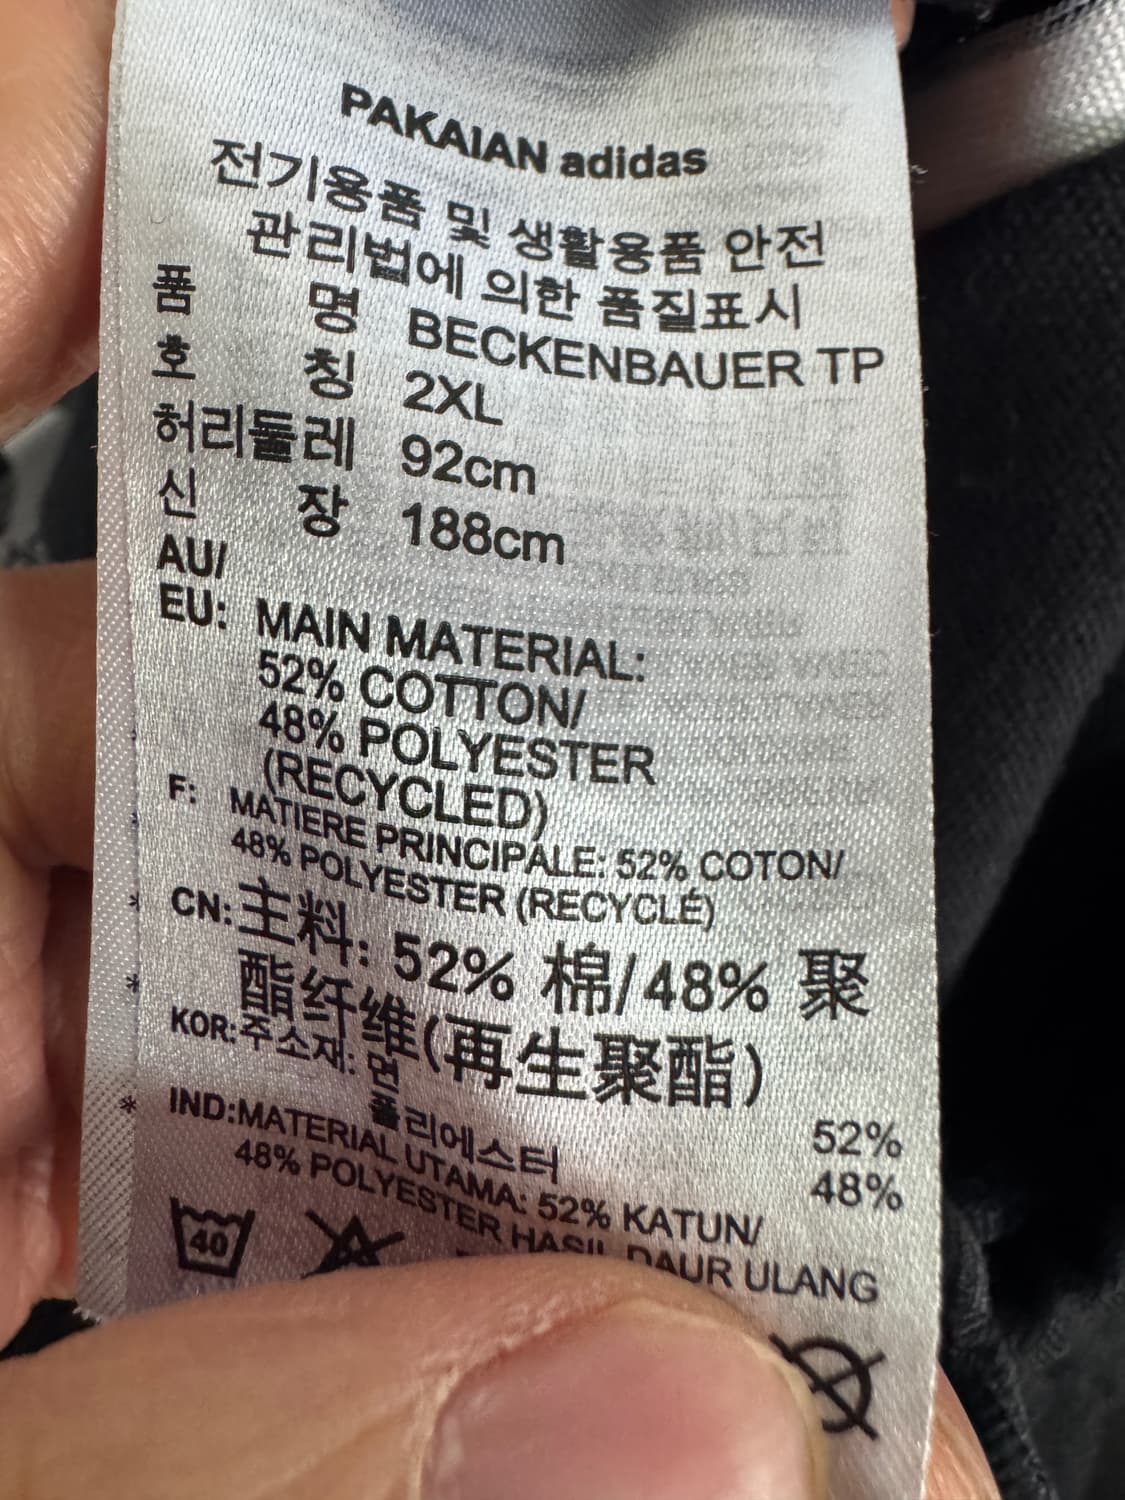 PAKAIAN adidas
전기용품 및 생활용품 안전
관리법에 의한 품질표시
품 명 BECKENBAUER TP
호 칭 2XL
허리둘레 92cm
신 장 188cm
AU/
EU: MAIN MATERIAL:
52% COTTON/
48% POLYESTER
(RECYCLED)
F: MATIERE PRINCIPALE: 52% COTON/
48% POLYESTER (RECYCLÉ)
CN:主料: 52% 棉/48% 聚
酯纤维(再生聚酯)
KOR:주소재: 면 52%
폴리에스터 48%
IND:MATERIAL UTAMA: 52% KATUN/
48% POLYESTER HASIL DAUR ULANG
40